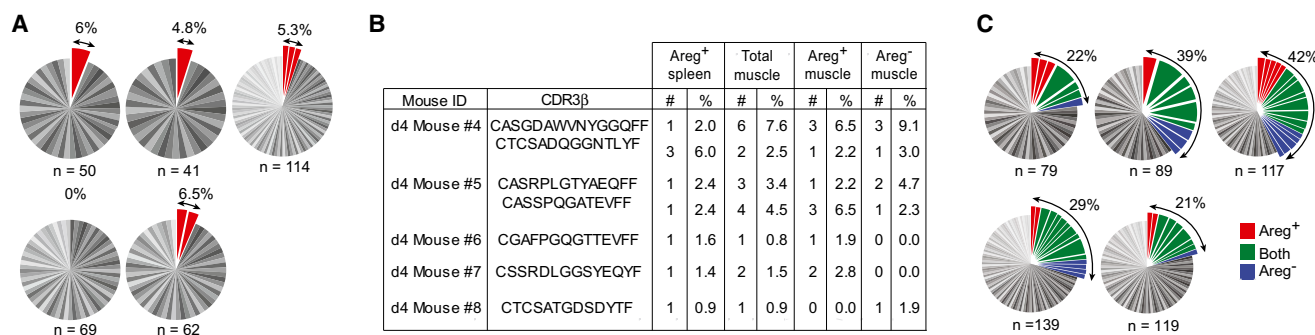 A
6%
4.8%
5.3%
n = 50
n = 41
n = 114
0%
6.5%
n = 69
n = 62
B
Areg+ spleen Total muscle Areg+ muscle Areg- muscle
Mouse ID CDR3β # % # % # % # %
d4 Mouse #4 CASGDAWVNYGGQFF 1 2.0 6 7.6 3 6.5 3 9.1
CTCSADQGGNTLYF 3 6.0 2 2.5 1 2.2 1 3.0
d4 Mouse #5 CASRPLGTYAEQFF 1 2.4 3 3.4 1 2.2 2 4.7
CASSPQGATEVFF 1 2.4 4 4.5 3 6.5 1 2.3
d4 Mouse #6 CGAFPGQGTTEVFF 1 1.6 1 0.8 1 1.9 0 0.0
d4 Mouse #7 CSSRDLGGSYEQYF 1 1.4 2 1.5 2 2.8 0 0.0
d4 Mouse #8 CTCSATGDSDYTF 1 0.9 1 0.9 0 0.0 1 1.9
C
22%
39%
42%
n = 79
n = 89
n = 117
29%
21%
n =139
n = 119
Areg+
Both
Areg-